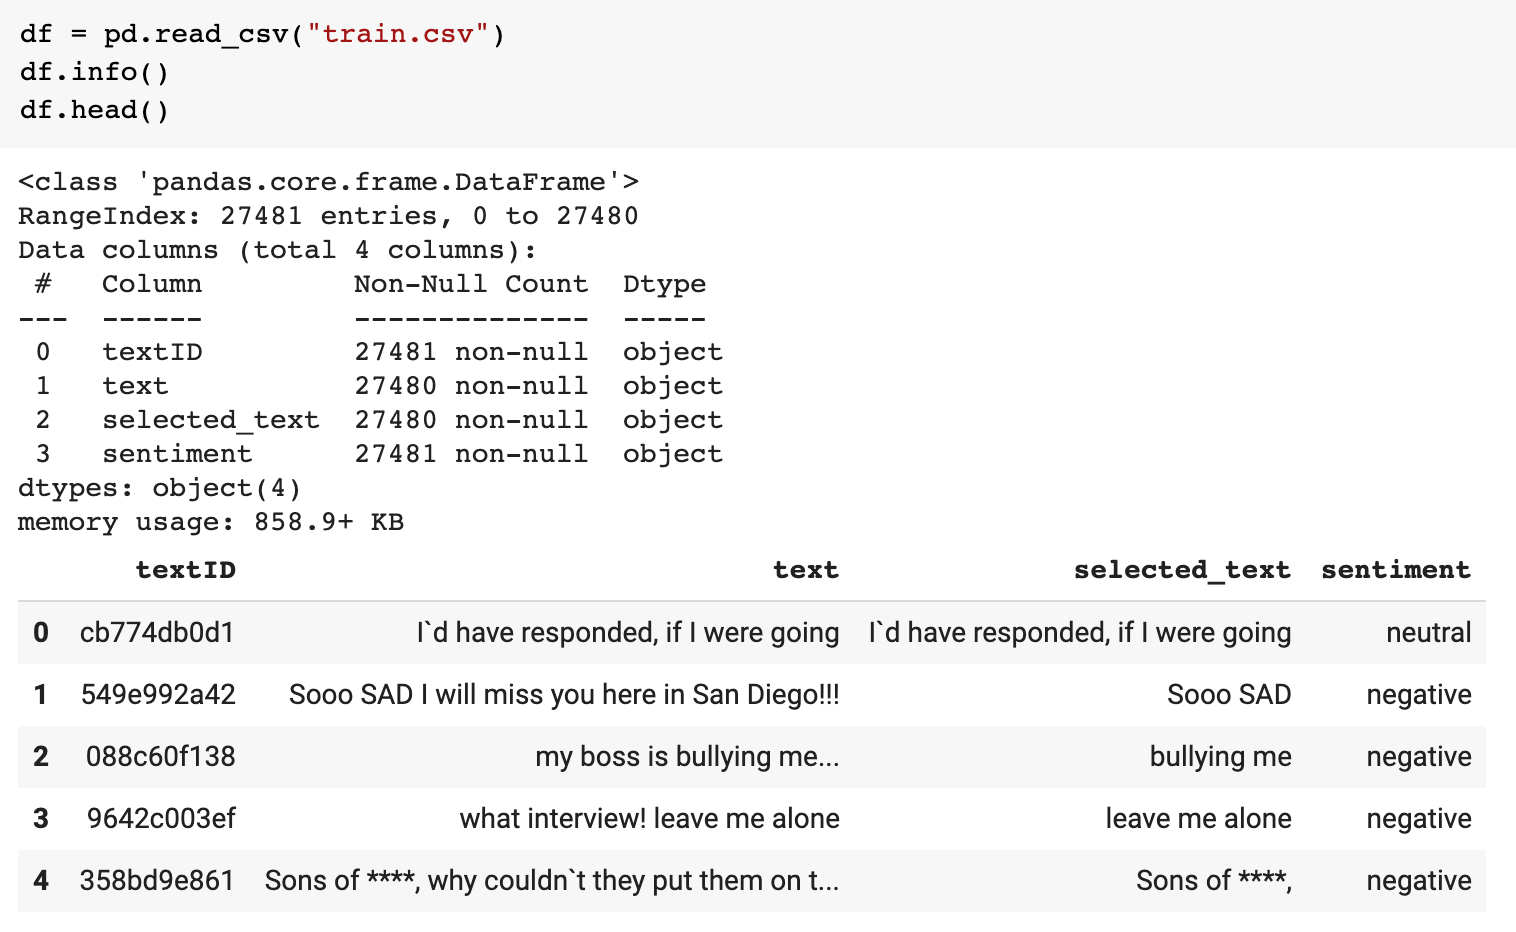 df = pd.read_csv("train.csv")
df.info()
df.head()
<class 'pandas.core.frame.DataFrame'>
RangeIndex: 27481 entries, 0 to 27480
Data columns (total 4 columns):
 #   Column         Non-Null Count  Dtype
---  ------         --------------  -----
 0   textID         27481 non-null  object
 1   text           27480 non-null  object
 2   selected_text  27480 non-null  object
 3   sentiment      27481 non-null  object
dtypes: object(4)
memory usage: 858.9+ KB
textID text selected_text sentiment
0 cb774db0d1 I`d have responded, if I were going I`d have responded, if I were going neutral
1 549e992a42 Sooo SAD I will miss you here in San Diego!!! Sooo SAD negative
2 088c60f138 my boss is bullying me... bullying me negative
3 9642c003ef what interview! leave me alone leave me alone negative
4 358bd9e861 Sons of ****, why couldn`t they put them on t... Sons of ****, negative